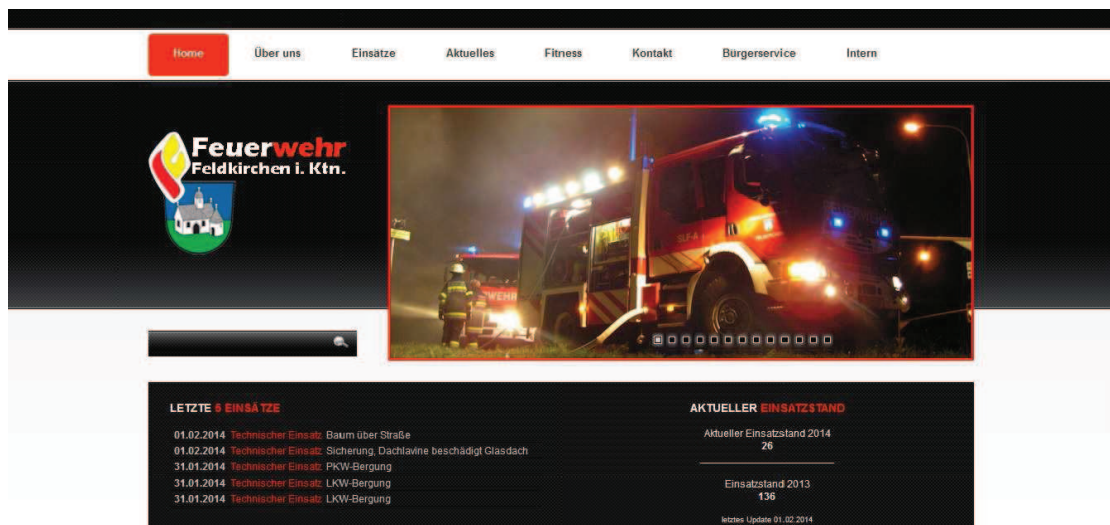 Home Über uns Einsätze Aktuelles Fitness Kontakt Bürgerservice Intern
Feuerwehr
Feldkirchen i. Ktn.
SLF-A
LETZTE 5 EINSÄTZE
01.02.2014 Technischer Einsatz Baum über Straße
01.02.2014 Technischer Einsatz Sicherung, Dachlavine beschädigt Glasdach
31.01.2014 Technischer Einsatz PKW-Bergung
31.01.2014 Technischer Einsatz LKW-Bergung
31.01.2014 Technischer Einsatz LKW-Bergung
AKTUELLER EINSATZSTAND
Aktueller Einsatzstand 2014
26
Einsatzstand 2013
136
letztes Update 01.02.2014